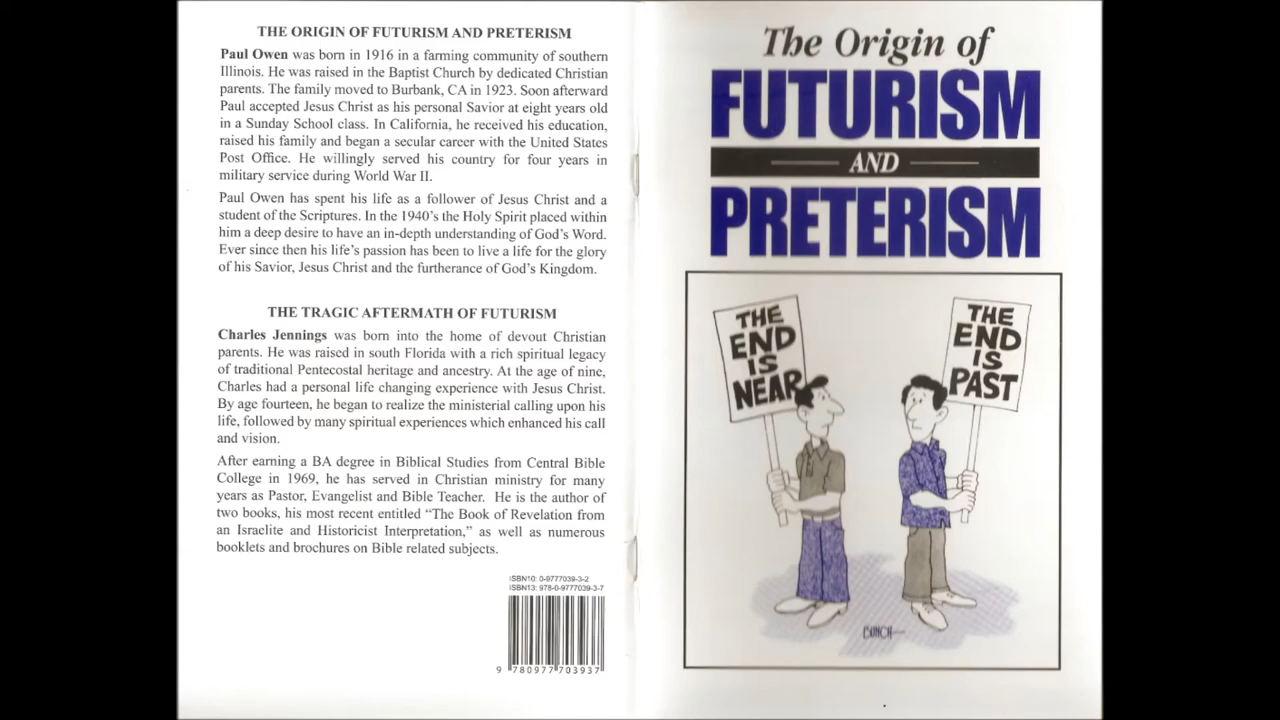 THE ORIGIN OF FUTURISM AND PRETERISM
Paul Owen was born in 1916 in a farming community of southern
Illinois. He was raised in the Baptist Church by dedicated Christian
parents. The family moved to Burbank, CA in 1923. Soon afterward
Paul accepted Jesus Christ as his personal Savior at eight years old
in a Sunday School class. In California, he received his education,
raised his family and began a secular career with the United States
Post Office. He willingly served his country for four years in
military service during World War II.
Paul Owen has spent his life as a follower of Jesus Christ and a
student of the Scriptures. In the 1940's the Holy Spirit placed within
him a deep desire to have an in-depth understanding of God's Word.
Ever since then his life's passion has been to live a life for the glory
of his Savior, Jesus Christ and the furtherance of God's Kingdom.
THE TRAGIC AFTERMATH OF FUTURISM
Charles Jennings was born into the home of devout Christian
parents. He was raised in south Florida with a rich spiritual legacy
of traditional Pentecostal heritage and ancestry. At the age of nine,
Charles had a personal life changing experience with Jesus Christ.
By age fourteen, he began to realize the ministerial calling upon his
life, followed by many spiritual experiences which enhanced his call
and vision.
After earning a BA degree in Biblical Studies from Central Bible
College in 1969, he has served in Christian ministry for many
years as Pastor, Evangelist and Bible Teacher. He is the author of
two books, his most recent entitled “The Book of Revelation from
an Israelite and Historicist Interpretation,” as well as numerous
booklets and brochures on Bible related subjects.
ISBN10: 0-9777039-3-2
ISBN13: 978-0-9777039-3-7
9 780977 703937
The Origin of
FUTURISM
AND
PRETERISM
THE
END
IS
NEAR
THE
END
IS
PAST